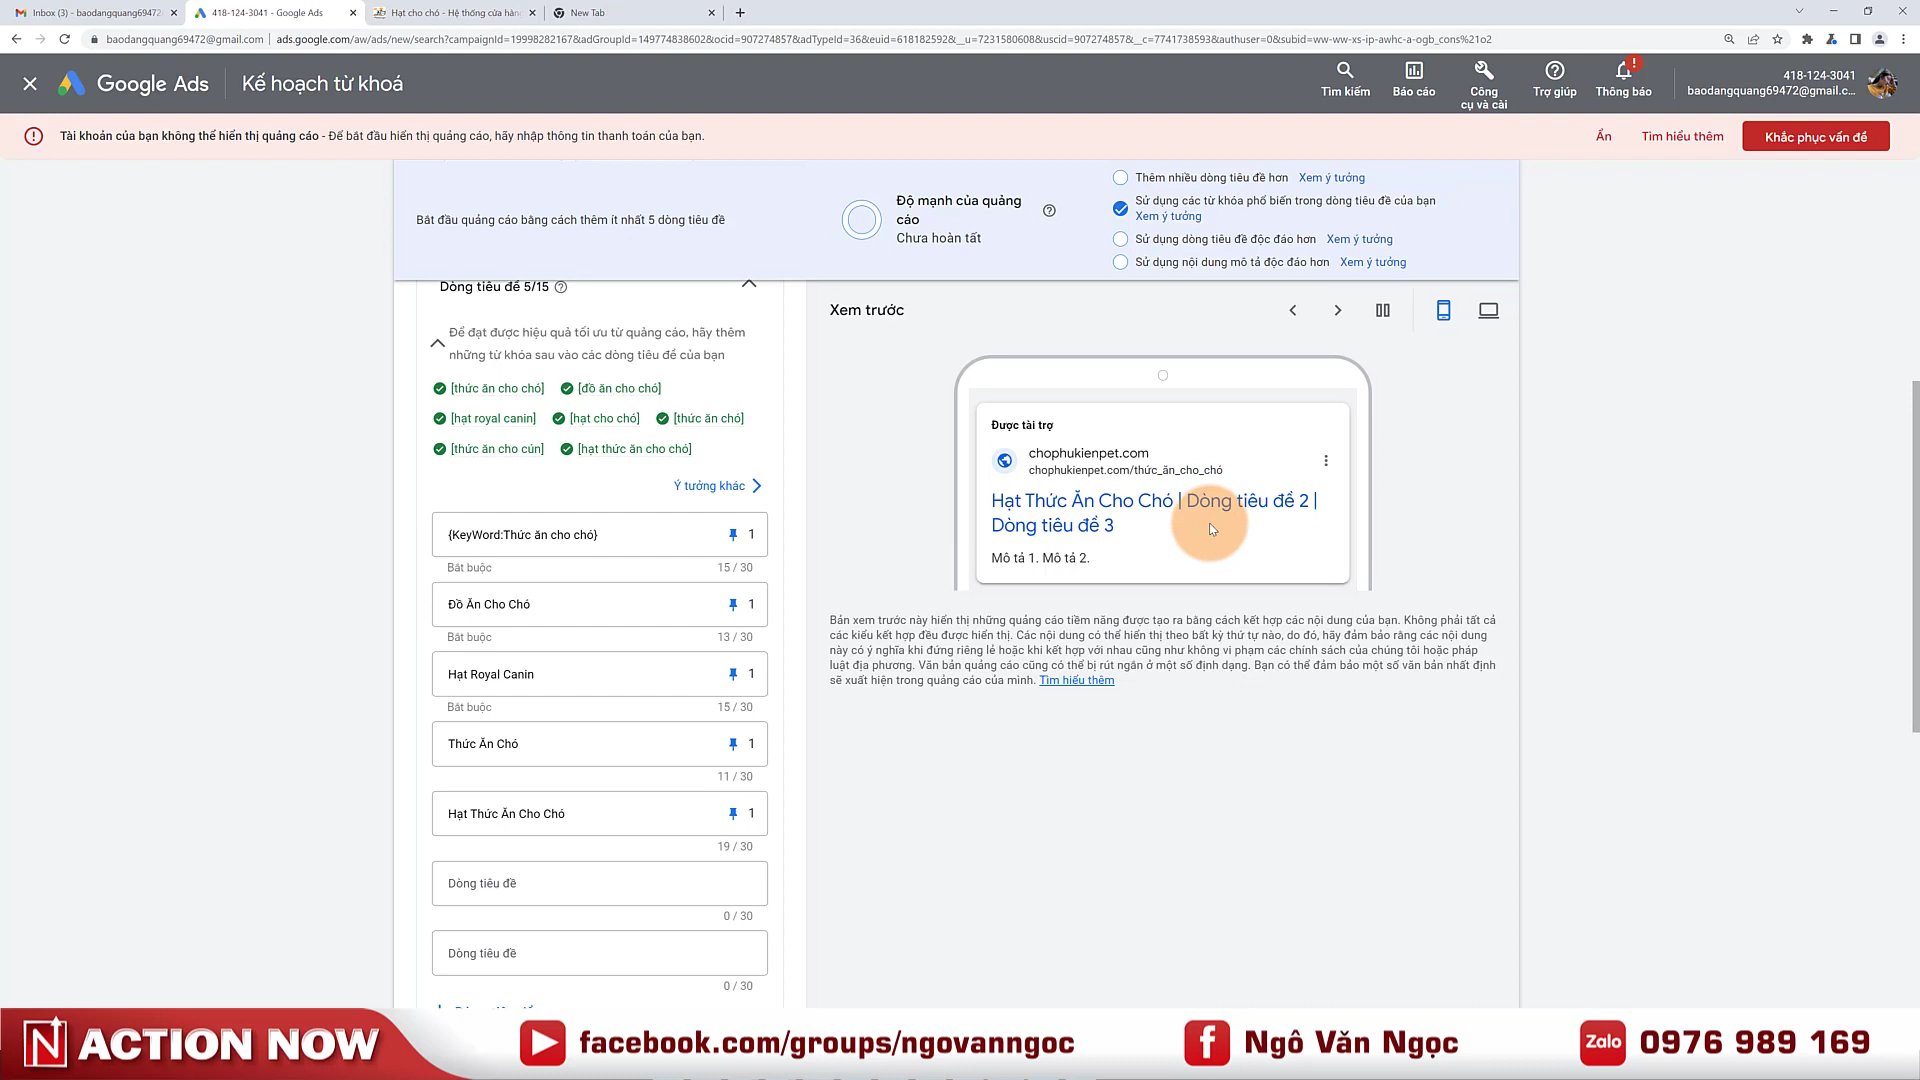 Inbox (3) - baodangquang69472
418-124-3041 - Google Ads
Hạt cho chó - Hệ thống cửa hàng
New Tab
baodangquang69472@gmail.com
ads.google.com/aw/ads/new/search?campaignId=19998282167&adGroupId=149774838602&ocid=907274857&adTypeId=36&euid=618182592&__u=7231580608&uscid=907274857&__c=7741738593&authuser=0&subid=ww-ww-xs-ip-awhc-a-ogb_cons%21o2
Google Ads
Kế hoạch từ khoá
Tìm kiếm
Báo cáo
Công cụ và cài
Trợ giúp
Thông báo
418-124-3041
baodangquang69472@gmail.c...
Tài khoản của bạn không thể hiển thị quảng cáo - Để bắt đầu hiển thị quảng cáo, hãy nhập thông tin thanh toán của bạn.
Ẩn
Tìm hiểu thêm
Khắc phục vấn đề
Bắt đầu quảng cáo bằng cách thêm ít nhất 5 dòng tiêu đề
Độ mạnh của quảng cáo
Chưa hoàn tất
Thêm nhiều dòng tiêu đề hơn Xem ý tưởng
Sử dụng các từ khóa phổ biến trong dòng tiêu đề của bạn
Xem ý tưởng
Sử dụng dòng tiêu đề độc đáo hơn Xem ý tưởng
Sử dụng nội dung mô tả độc đáo hơn Xem ý tưởng
Dòng tiêu đề 5/15
Để đạt được hiệu quả tối ưu từ quảng cáo, hãy thêm
những từ khóa sau vào các dòng tiêu đề của bạn
[thức ăn cho chó] [đồ ăn cho chó]
[hạt royal canin] [hạt cho chó] [thức ăn chó]
[thức ăn cho cún] [hạt thức ăn cho chó]
Ý tưởng khác
{KeyWord:Thức ăn cho chó} 1
Bắt buộc 15 / 30
Đồ Ăn Cho Chó 1
Bắt buộc 13 / 30
Hạt Royal Canin 1
Bắt buộc 15 / 30
Thức Ăn Chó 1
11 / 30
Hạt Thức Ăn Cho Chó 1
19 / 30
Dòng tiêu đề
0 / 30
Dòng tiêu đề
0 / 30
Xem trước
Được tài trợ
chophukienpet.com
chophukienpet.com/thức_ăn_cho_chó
Hạt Thức Ăn Cho Chó | Dòng tiêu đề 2 |
Dòng tiêu đề 3
Mô tả 1. Mô tả 2.
Bản xem trước này hiển thị những quảng cáo tiềm năng được tạo ra bằng cách kết hợp các nội dung của bạn. Không phải tất cả
các kiểu kết hợp đều được hiển thị. Các nội dung có thể hiển thị theo bất kỳ thứ tự nào, do đó, hãy đảm bảo rằng các nội dung
này có ý nghĩa khi đứng riêng lẻ hoặc khi kết hợp với nhau cũng như không vi phạm các chính sách của chúng tôi hoặc pháp
luật địa phương. Văn bản quảng cáo cũng có thể bị rút ngắn ở một số định dạng. Bạn có thể đảm bảo một số văn bản nhất định
sẽ xuất hiện trong quảng cáo của mình. Tìm hiểu thêm
N ACTION NOW
facebook.com/groups/ngovanngoc
Ngô Văn Ngọc
Zalo
0976 989 169